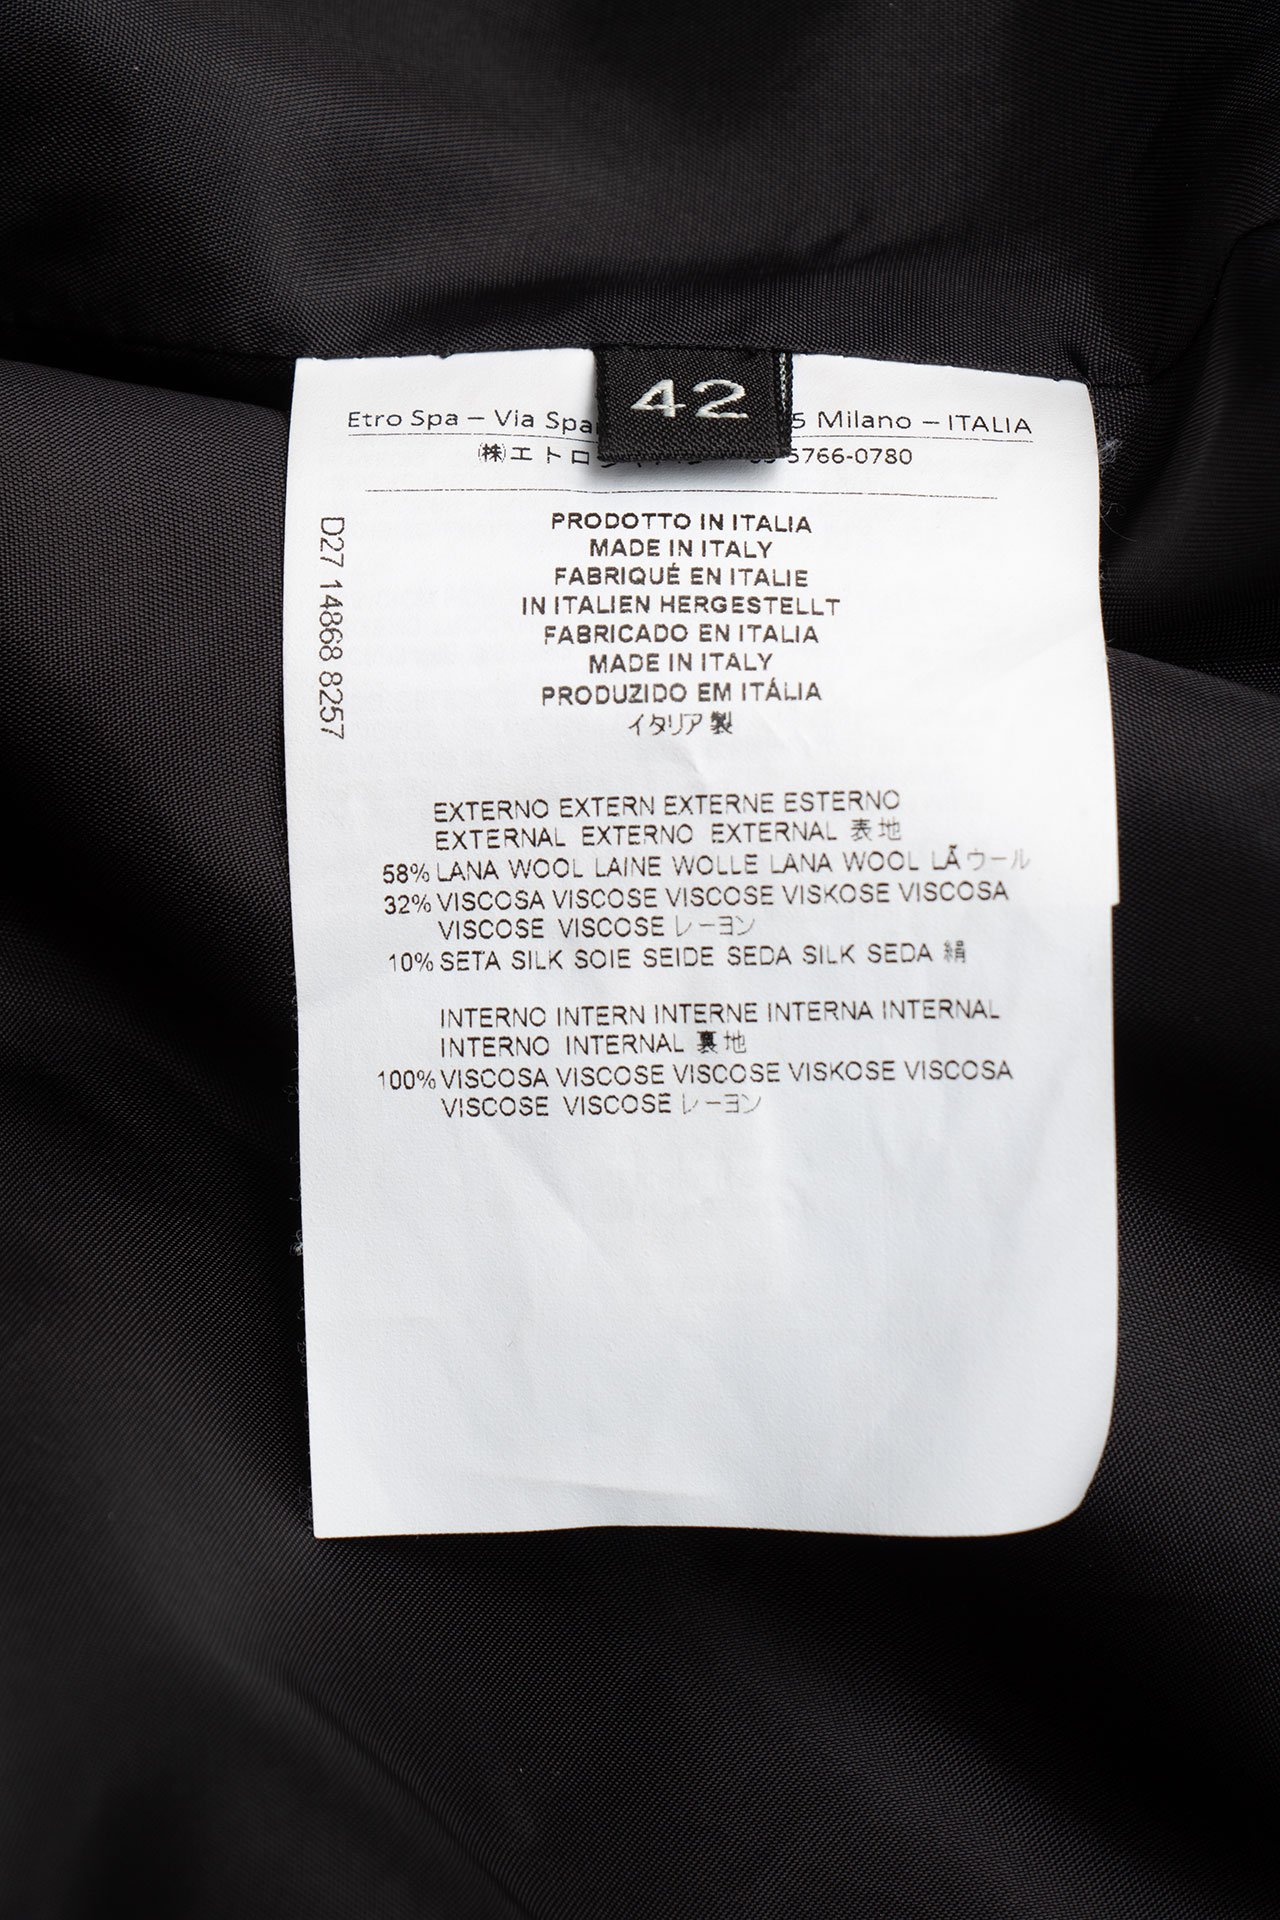 42
Etro Spa – Via Spa 5 Milano – ITALIA
㈱エトロ 5766-0780
D27 14868 8257
PRODOTTO IN ITALIA
MADE IN ITALY
FABRIQUÉ EN ITALIE
IN ITALIEN HERGESTELLT
FABRICADO EN ITALIA
MADE IN ITALY
PRODUZIDO EM ITÁLIA
イタリア製
EXTERNO EXTERN EXTERNE ESTERNO
EXTERNAL EXTERNO EXTERNAL 表地
58% LANA WOOL LAINE WOLLE LANA WOOL LÃ ウール
32% VISCOSA VISCOSE VISCOSE VISKOSE VISCOSA
VISCOSE VISCOSE レーヨン
10% SETA SILK SOIE SEIDE SEDA SILK SEDA 絹
INTERNO INTERN INTERNE INTERNA INTERNAL
INTERNO INTERNAL 裏地
100% VISCOSA VISCOSE VISCOSE VISKOSE VISCOSA
VISCOSE VISCOSE レーヨン